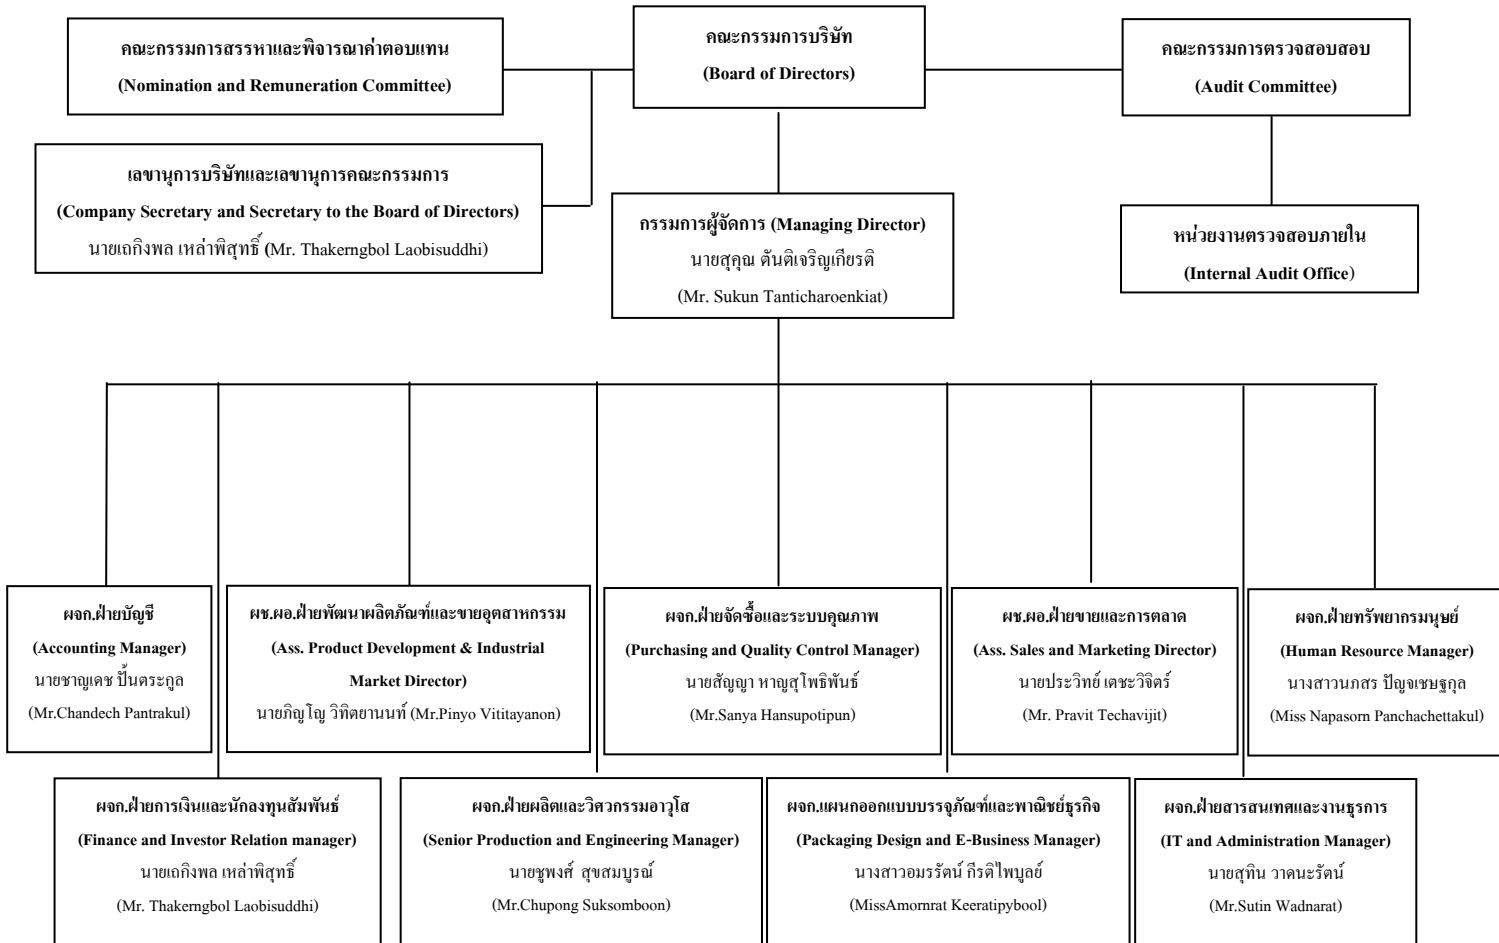 คณะกรรมการสรรหาและพิจารณาค่าตอบแทน
(Nomination and Remuneration Committee)
คณะกรรมการบริษัท
(Board of Directors)
คณะกรรมการตรวจสอบสอบ
(Audit Committee)
เลขานุการบริษัทและเลขานุการคณะกรรมการ
(Company Secretary and Secretary to the Board of Directors)
นายเถกิงพล เหล่าพิสุทธิ์ (Mr. Thakerngbol Laobisuddhi)
กรรมการผู้จัดการ (Managing Director)
นายสุคุณ ตันติเจริญเกียรติ
(Mr. Sukun Tanticharoenkiat)
หน่วยงานตรวจสอบภายใน
(Internal Audit Office)
ผจก.ฝ่ายบัญชี
(Accounting Manager)
นายชาญเดช ปั้นตระกูล
(Mr.Chandech Pantrakul)
ผช.ผอ.ฝ่ายพัฒนาผลิตภัณฑ์และขายอุตสาหกรรม
(Ass. Product Development & Industrial
Market Director)
นายภิญโญ วิทิตยานนท์ (Mr.Pinyo Vititayanon)
ผจก.ฝ่ายจัดซื้อและระบบคุณภาพ
(Purchasing and Quality Control Manager)
นายสัญญา หาญสุโพธิพันธ์
(Mr.Sanya Hansupotipun)
ผช.ผอ.ฝ่ายขายและการตลาด
(Ass. Sales and Marketing Director)
นายประวิทย์ เตชะวิจิตร์
(Mr. Pravit Techavijit)
ผจก.ฝ่ายทรัพยากรมนุษย์
(Human Resource Manager)
นางสาวนภสร ปัญจเชษฐกุล
(Miss Napasorn Panchachettakul)
ผจก.ฝ่ายการเงินและนักลงทุนสัมพันธ์
(Finance and Investor Relation manager)
นายเถกิงพล เหล่าพิสุทธิ์
(Mr. Thakerngbol Laobisuddhi)
ผจก.ฝ่ายผลิตและวิศวกรรมอาวุโส
(Senior Production and Engineering Manager)
นายชูพงศ์ สุขสมบูรณ์
(Mr.Chupong Suksomboon)
ผจก.แผนกออกแบบบรรจุภัณฑ์และพาณิชย์ธุรกิจ
(Packaging Design and E-Business Manager)
นางสาวอมรรัตน์ กีรติไพบูลย์
(MissAmornrat Keeratipybool)
ผจก.ฝ่ายสารสนเทศและงานธุรการ
(IT and Administration Manager)
นายสุทิน วาดนะรัตน์
(Mr.Sutin Wadnarat)